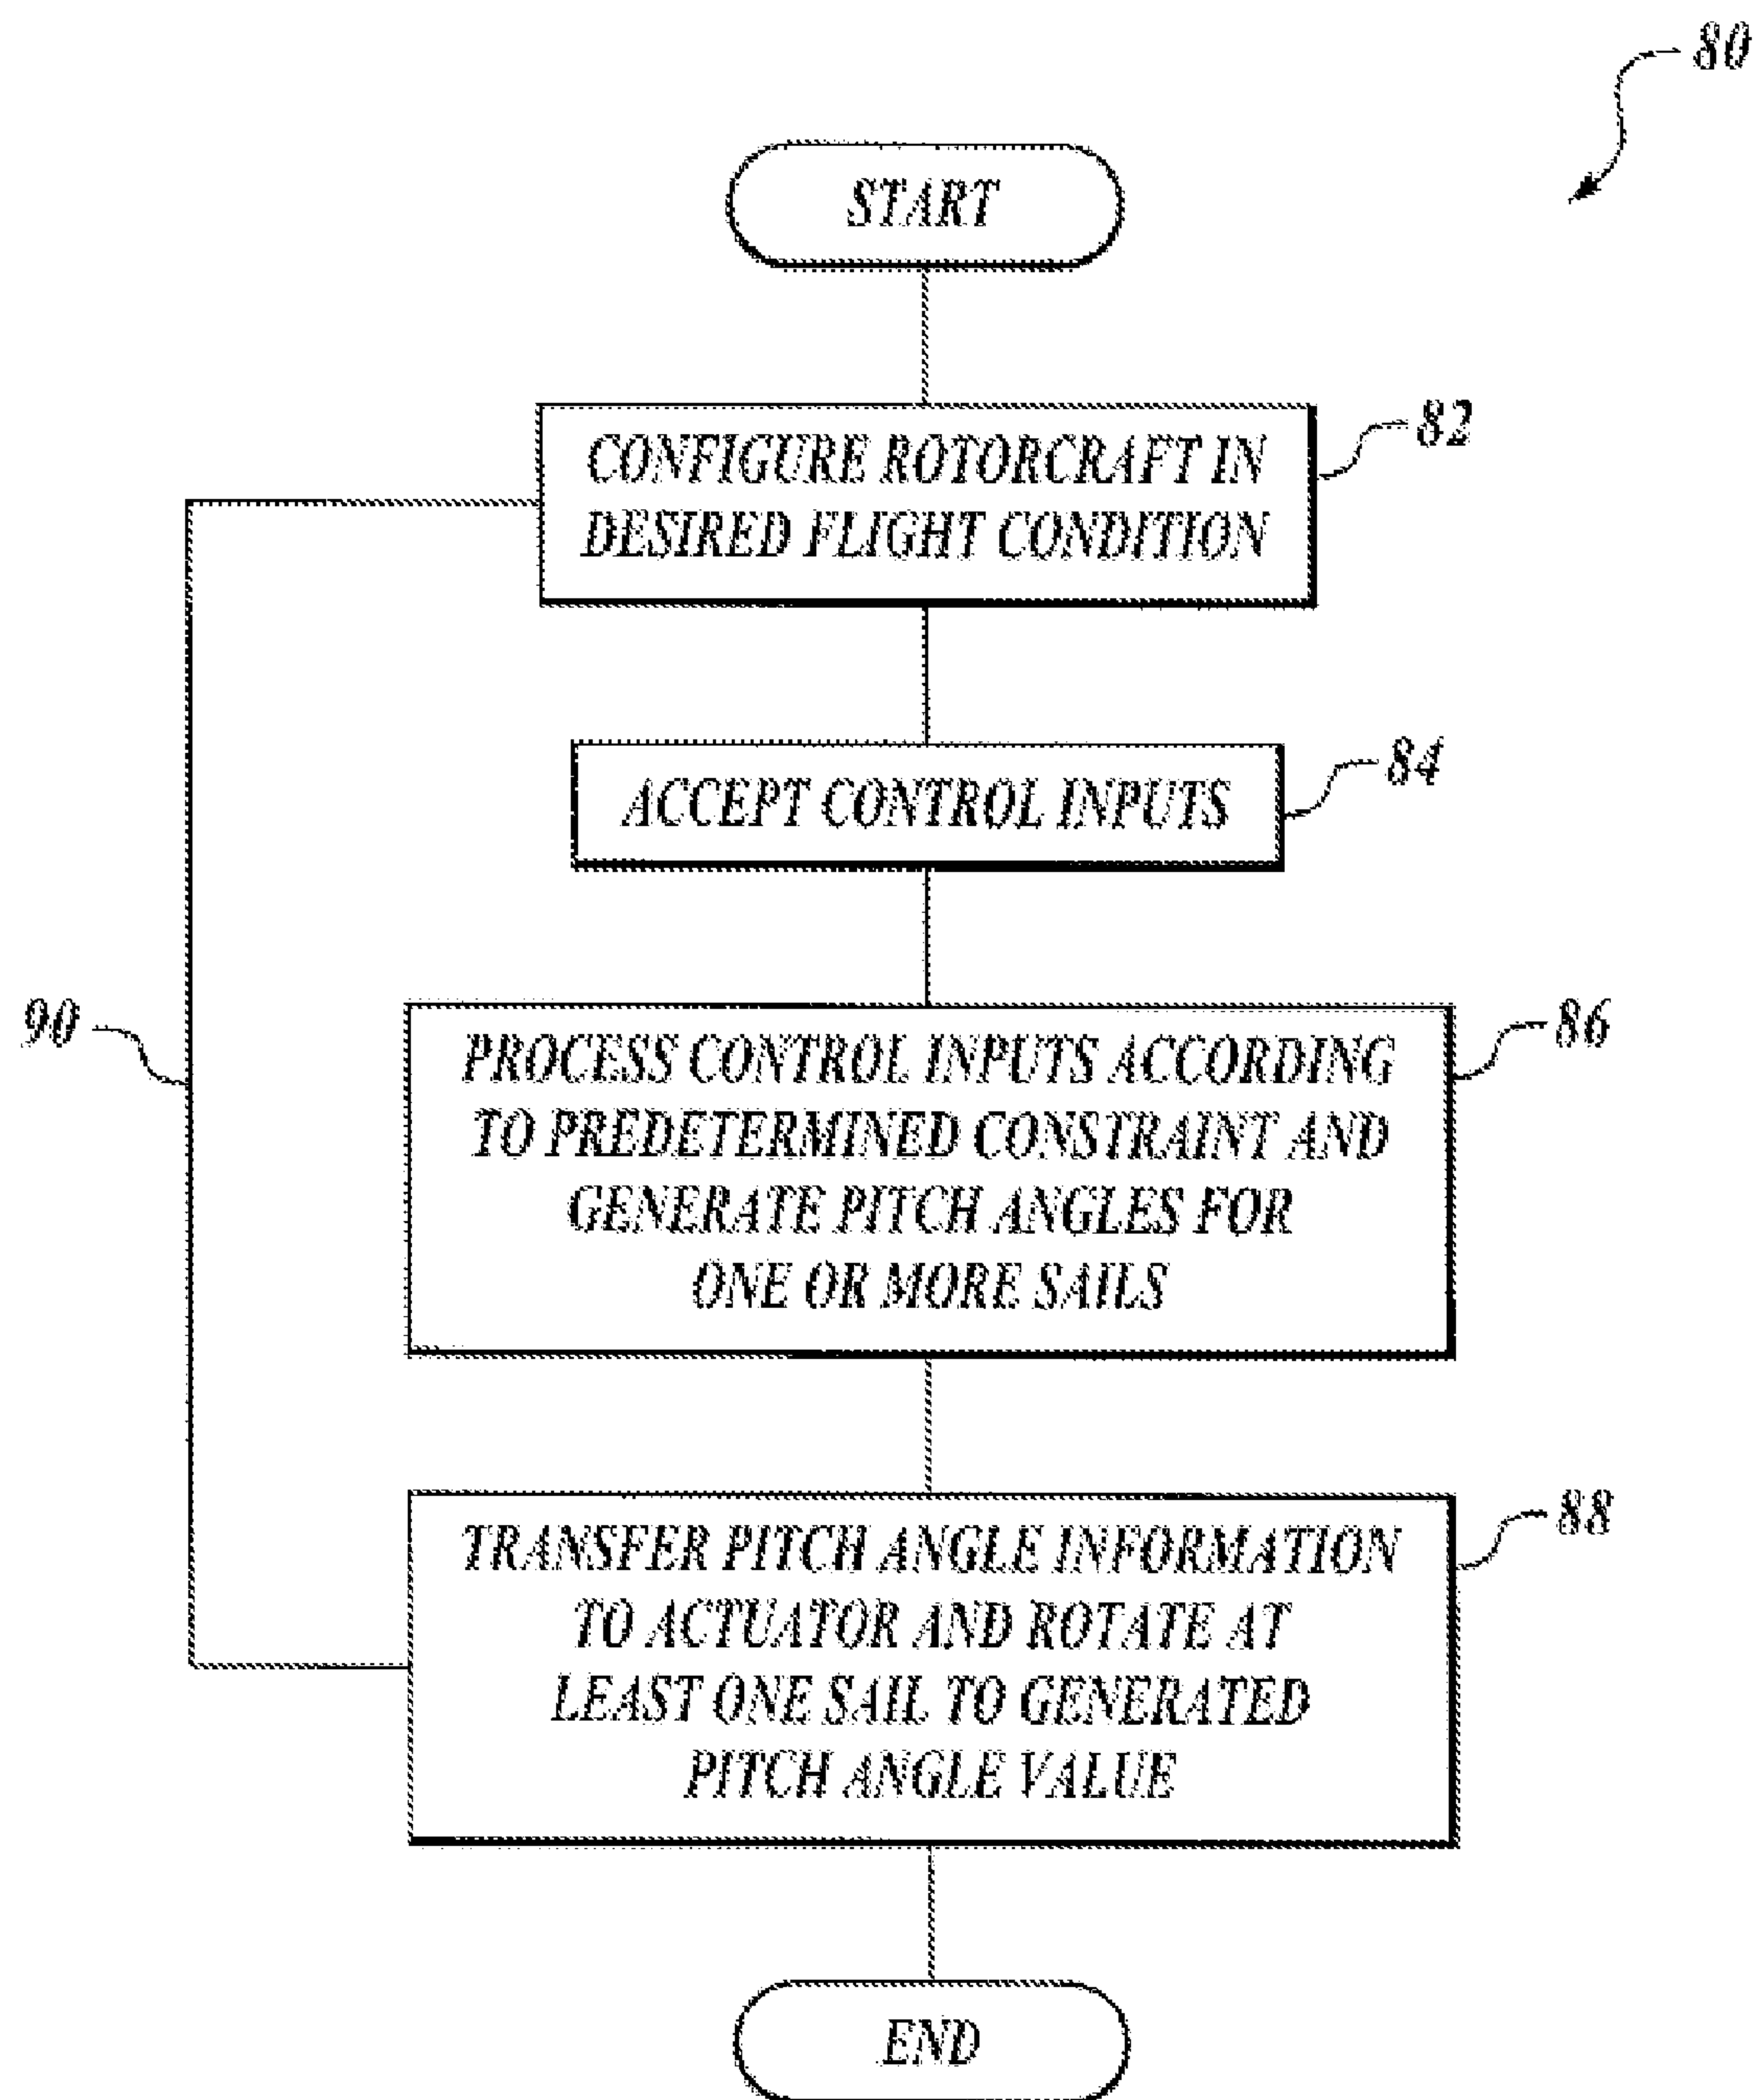 80
START
CONFIGURE ROTORCRAFT IN
DESIRED FLIGHT CONDITION
82
ACCEPT CONTROL INPUTS
84
90
PROCESS CONTROL INPUTS ACCORDING
TO PREDETERMINED CONSTRAINT AND
GENERATE PITCH ANGLES FOR
ONE OR MORE SAILS
86
TRANSFER PITCH ANGLE INFORMATION
TO ACTUATOR AND ROTATE AT
LEAST ONE SAIL TO GENERATED
PITCH ANGLE VALUE
88
END